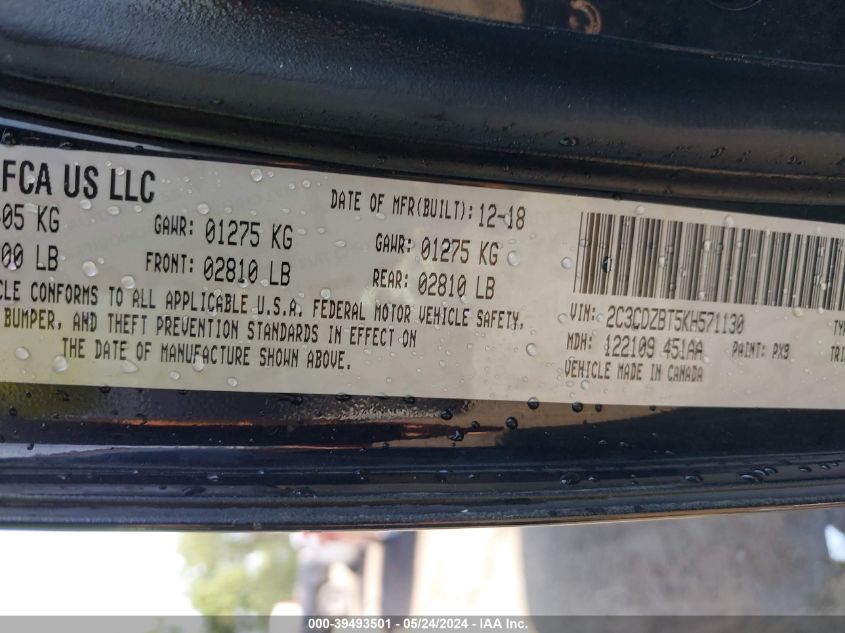 FCA US LLC
DATE OF MFR(BUILT): 12-18
05 KG GAWR: 01275 KG GAWR: 01275 KG
00 LB FRONT: 02810 LB REAR: 02810 LB
CLE CONFORMS TO ALL APPLICABLE U.S.A. FEDERAL MOTOR VEHICLE SAFETY,
BUMPER, AND THEFT PREVENTION STANDARDS IN EFFECT ON
THE DATE OF MANUFACTURE SHOWN ABOVE.
VIN: 2C3CDZBT5KH571130 TY
MDH: 122109 451AA PAINT: PX9 TRI
VEHICLE MADE IN CANADA
000-39493501 / 05/24/2024 - IAA Inc.